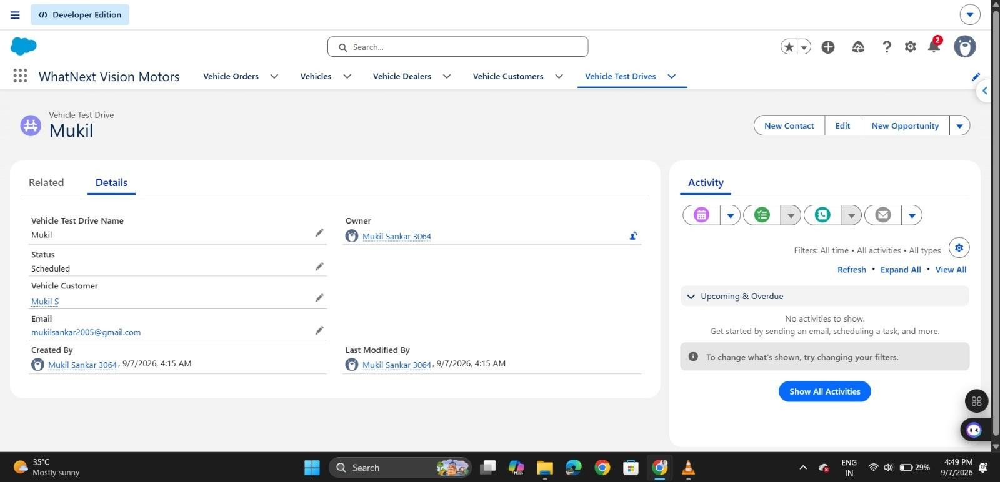 Developer Edition
Search...
2
WhatNext Vision Motors
Vehicle Orders
Vehicles
Vehicle Dealers
Vehicle Customers
Vehicle Test Drives
Vehicle Test Drive
Mukil
New Contact
Edit
New Opportunity
Related
Details
Vehicle Test Drive Name
Mukil
Owner
Mukil Sankar 3064
Status
Scheduled
Vehicle Customer
Mukil S
Email
mukilsankar2005@gmail.com
Created By
Mukil Sankar 3064, 9/7/2026, 4:15 AM
Last Modified By
Mukil Sankar 3064, 9/7/2026, 4:15 AM
Activity
Filters: All time • All activities • All types
Refresh • Expand All • View All
Upcoming & Overdue
No activities to show.
Get started by sending an email, scheduling a task, and more.
To change what's shown, try changing your filters.
Show All Activities
35°C
Mostly sunny
Search
M365
ENG
IN
29%
4:49 PM
9/7/2026